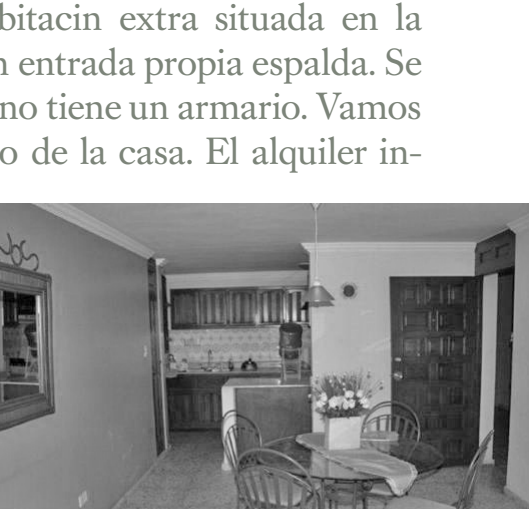 bitacin extra situada en la
n entrada propia espalda. Se
no tiene un armario. Vamos
o de la casa. El alquiler in-